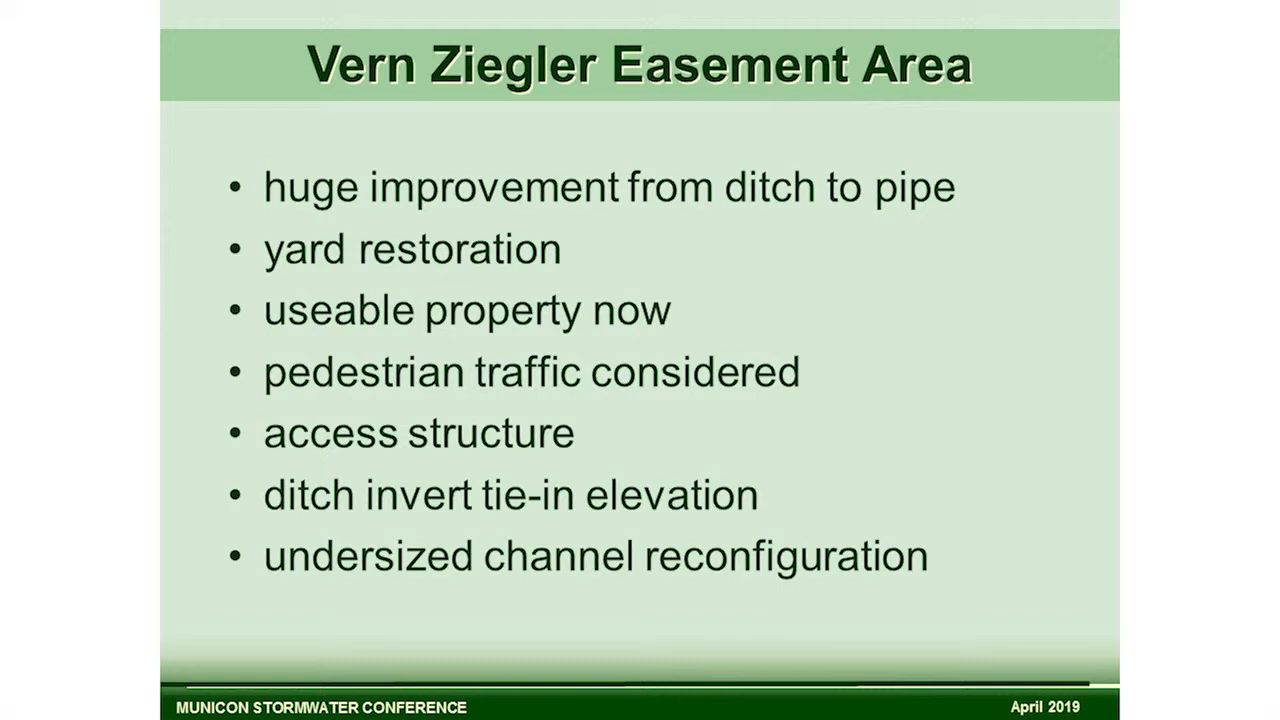 Vern Ziegler Easement Area
• huge improvement from ditch to pipe
• yard restoration
• useable property now
• pedestrian traffic considered
• access structure
• ditch invert tie-in elevation
• undersized channel reconfiguration
MUNICON STORMWATER CONFERENCE
April 2019